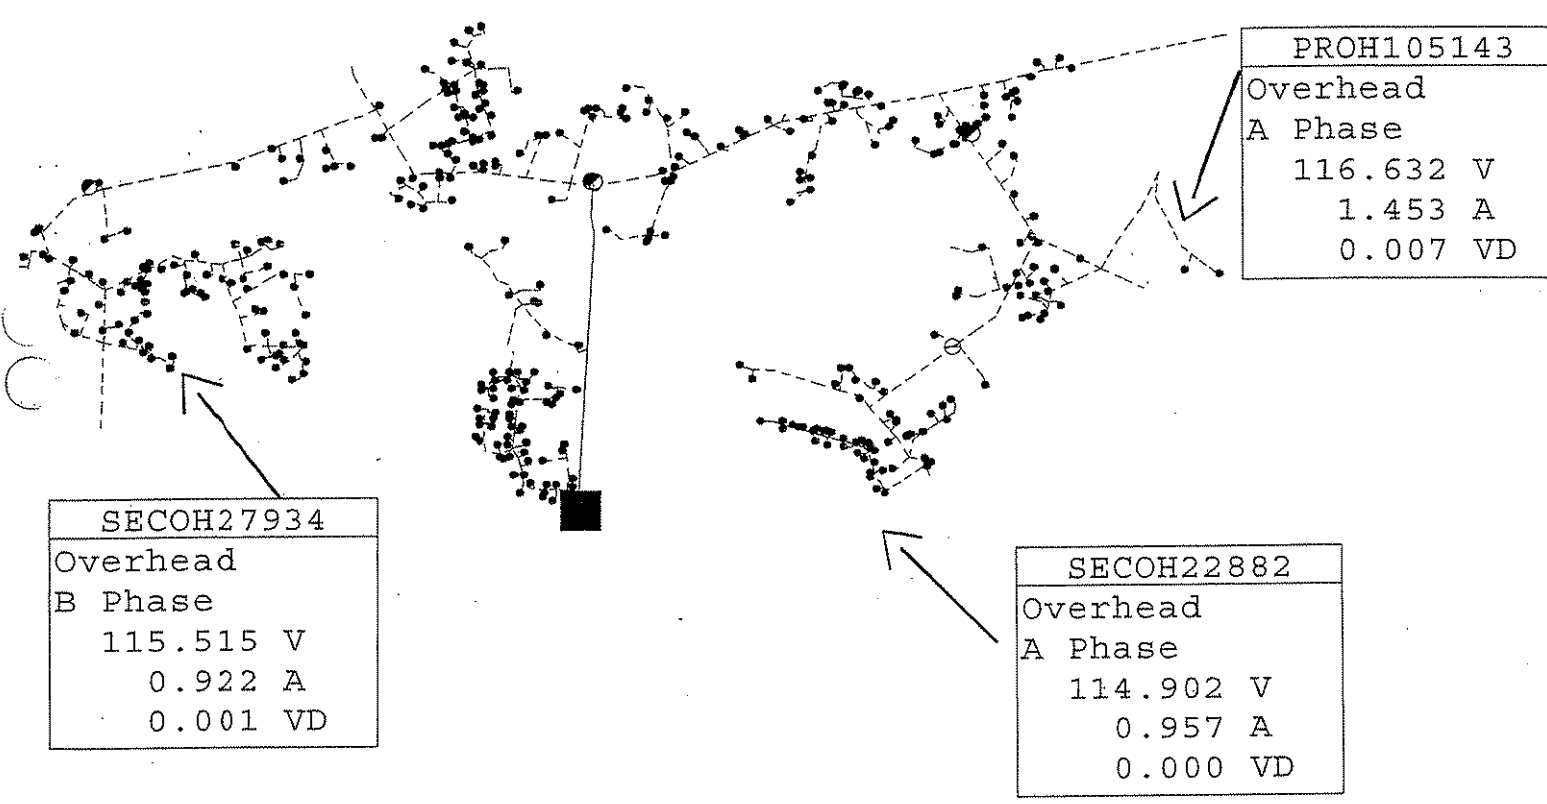 PROH105143
Overhead
A Phase
116.632 V
1.453 A
0.007 VD
SECOH27934
Overhead
B Phase
115.515 V
0.922 A
0.001 VD
SECOH22882
Overhead
A Phase
114.902 V
0.957 A
0.000 VD